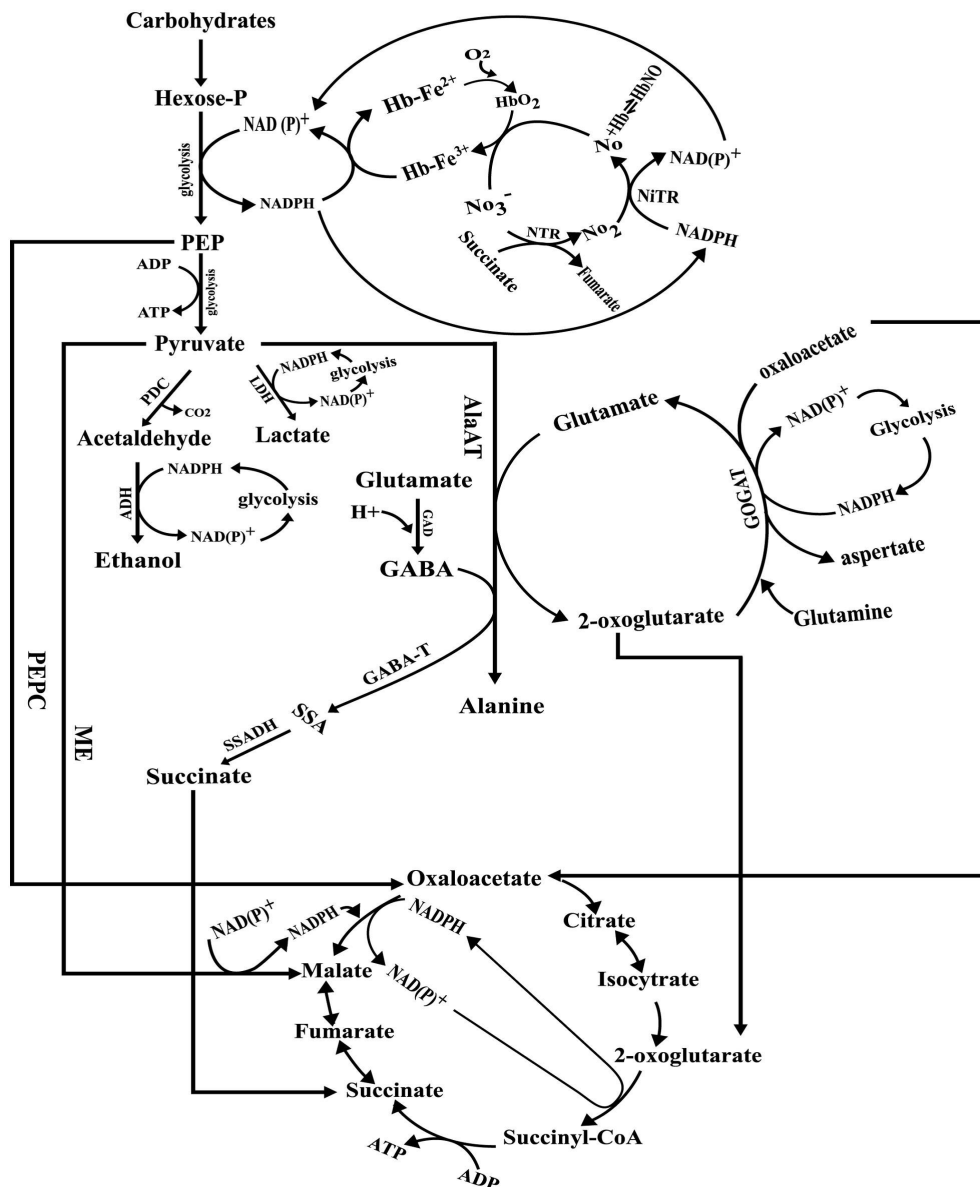 Carbohydrates
Hexose-P
glycolysis
NAD (P)+
NADPH
Hb-Fe2+
O2
HbO2
Hb-Fe3+
No+Hb⇌HbNO
NAD(P)+
NiTR
NADPH
No3-
NTR
No2
Succinate
Fumarate
PEP
ADP
ATP
glycolysis
Pyruvate
PDC
CO2
Acetaldehyde
LDH
NADPH
glycolysis
NAD(P)+
Lactate
ADH
NADPH
glycolysis
NAD(P)+
Ethanol
AlaAT
Glutamate
H+
GAD
GABA
GABA-T
SSA
SSADH
Succinate
Alanine
Glutamate
2-oxoglutarate
GOGAT
oxaloacetate
NAD(P)+
Glycolysis
NADPH
aspertate
Glutamine
PEPC
ME
Oxaloacetate
Citrate
Isocytrate
2-oxoglutarate
Succinyl-CoA
ADP
ATP
Succinate
Fumarate
Malate
NAD(P)+
NADPH
NADPH
NAD(P)+